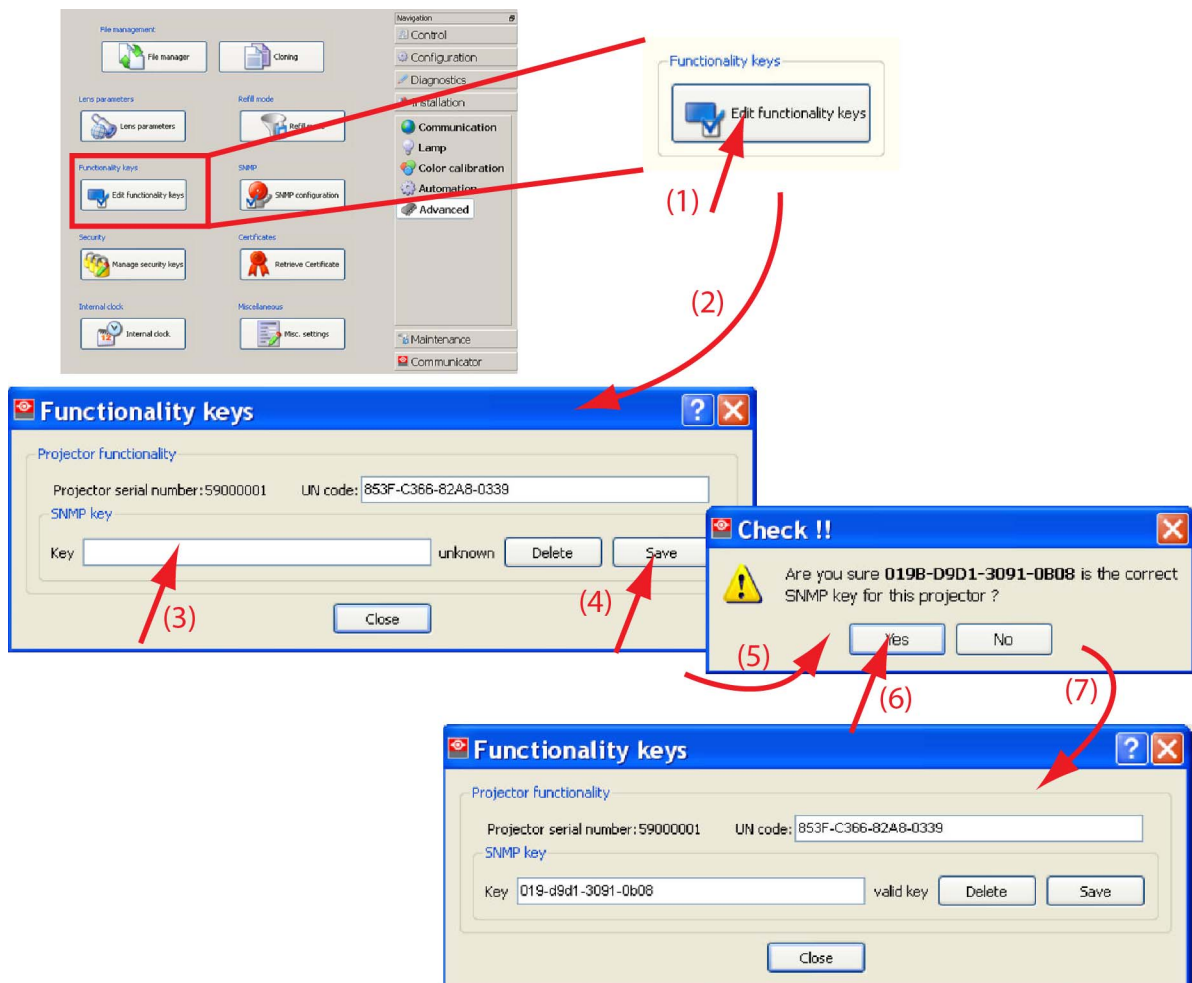 File management
File manager
Cloning
Lens parameters
Refill mode
Lens parameters
Functionality keys
SNMP
Edit functionality keys
SNMP configuration
Security
Certificates
Manage security keys
Retrieve Certificate
Internal clock
Miscellaneous
12
Internal clock
Misc. settings
Navigation
Control
Configuration
Diagnostics
Installation
Communication
Lamp
Color calibration
Automation
Advanced
Maintenance
Communicator
Functionality keys
Edit functionality keys
(1)
(2)
Functionality keys
?
Projector functionality
Projector serial number: 59000001 UN code: 853F-C366-82A8-0339
SNMP key
Key unknown Delete Save
(3)
(4)
Close
Check !!
Are you sure 019B-D9D1-3091-0B08 is the correct
SNMP key for this projector ?
Yes No
(5)
(6)
(7)
Functionality keys
?
Projector functionality
Projector serial number: 59000001 UN code: 853F-C366-82A8-0339
SNMP key
Key 019-d9d1-3091-0b08 valid key Delete Save
Close